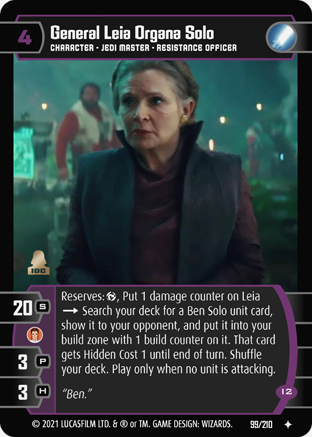 4
General Leia Organa Solo
CHARACTER • JEDI MASTER • RESISTANCE OFFICER
IDC
20 S
3 P
3 H
Reserves: , Put 1 damage counter on Leia
→ Search your deck for a Ben Solo unit card,
show it to your opponent, and put it into your
build zone with 1 build counter on it. That card
gets Hidden Cost 1 until end of turn. Shuffle
your deck. Play only when no unit is attacking.
“Ben.”
12
© 2021 LUCASFILM LTD. & ® or TM. GAME DESIGN: WIZARDS.
99/210